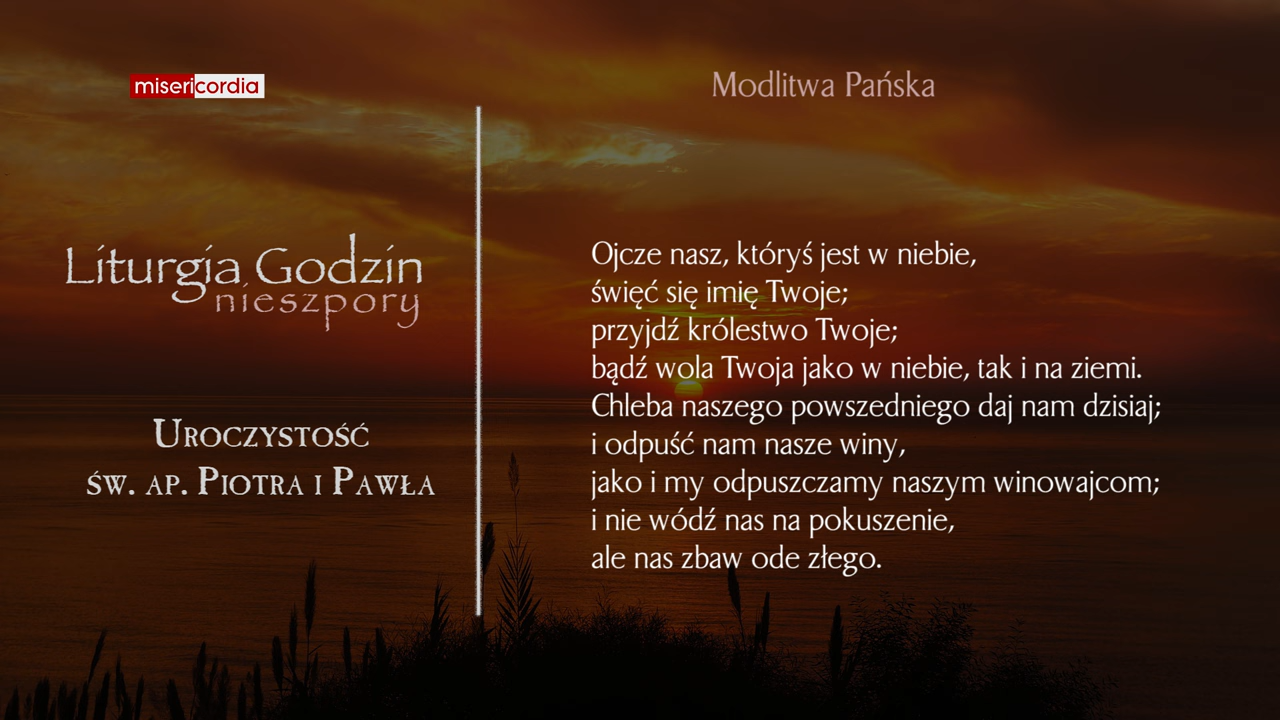 misericordia
Liturgia Godzin
nieszpory
Uroczystość
św. ap. Piotra i Pawła
Modlitwa Pańska
Ojcze nasz, któryś jest w niebie,
święć się imię Twoje;
przyjdź królestwo Twoje;
bądź wola Twoja jako w niebie, tak i na ziemi.
Chleba naszego powszedniego daj nam dzisiaj;
i odpuść nam nasze winy,
jako i my odpuszczamy naszym winowajcom;
i nie wódź nas na pokuszenie,
ale nas zbaw ode złego.